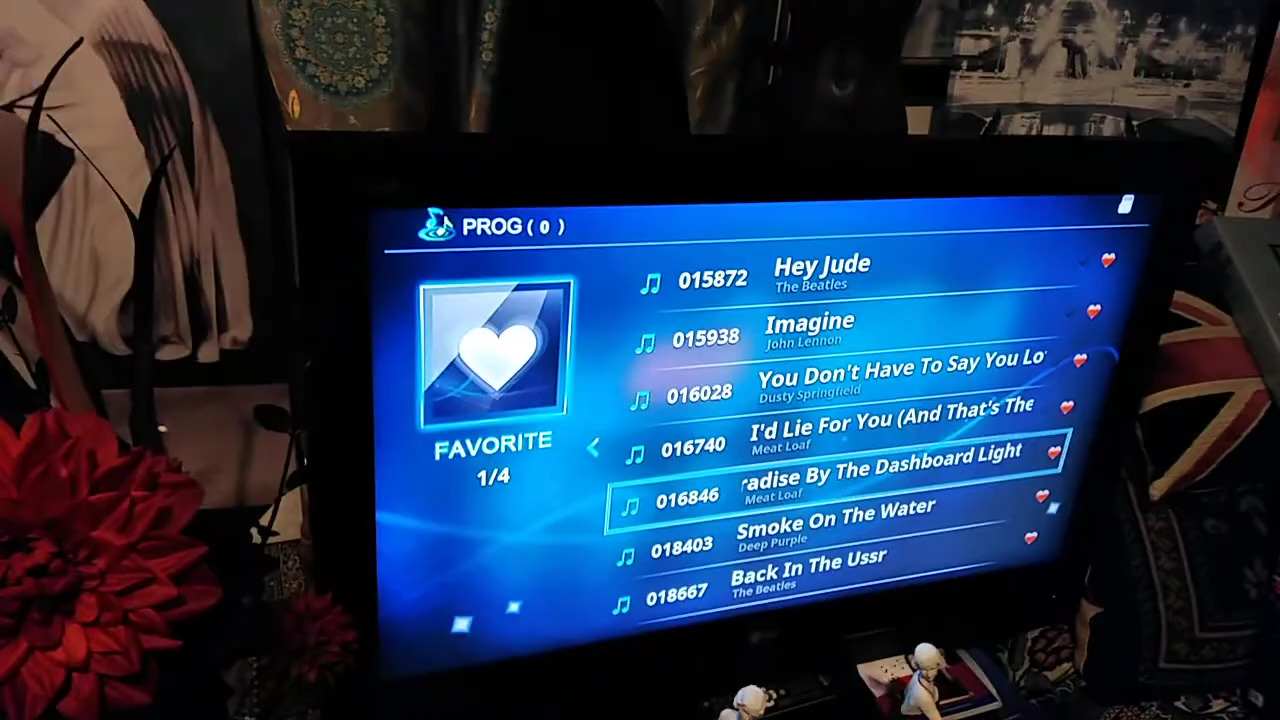 PROG ( 0 )
015872 Hey Jude
The Beatles
015938 Imagine
John Lennon
016028 You Don't Have To Say You Lo
Dusty Springfield
016740 I'd Lie For You (And That's The
Meat Loaf
016846 radise By The Dashboard Light
Meat Loaf
018403 Smoke On The Water
Deep Purple
018667 Back In The Ussr
The Beatles
FAVORITE
1/4